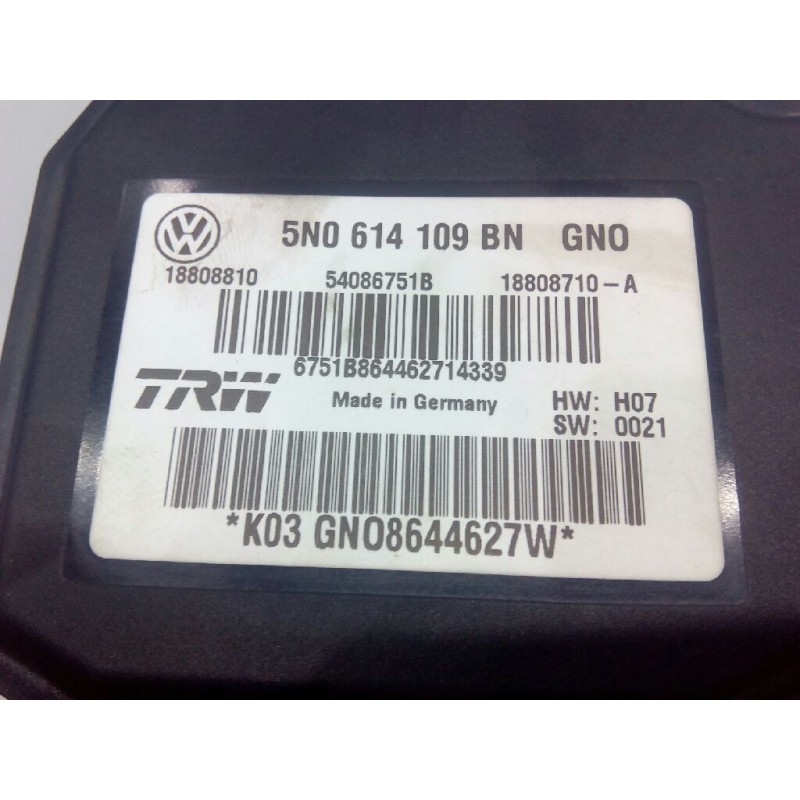 5N0 614 109 BN GNO
18808810 54086751B 18808710-A
6751B864462714339
TRW Made in Germany HW: H07
SW: 0021
*K03 GNO8644627W*